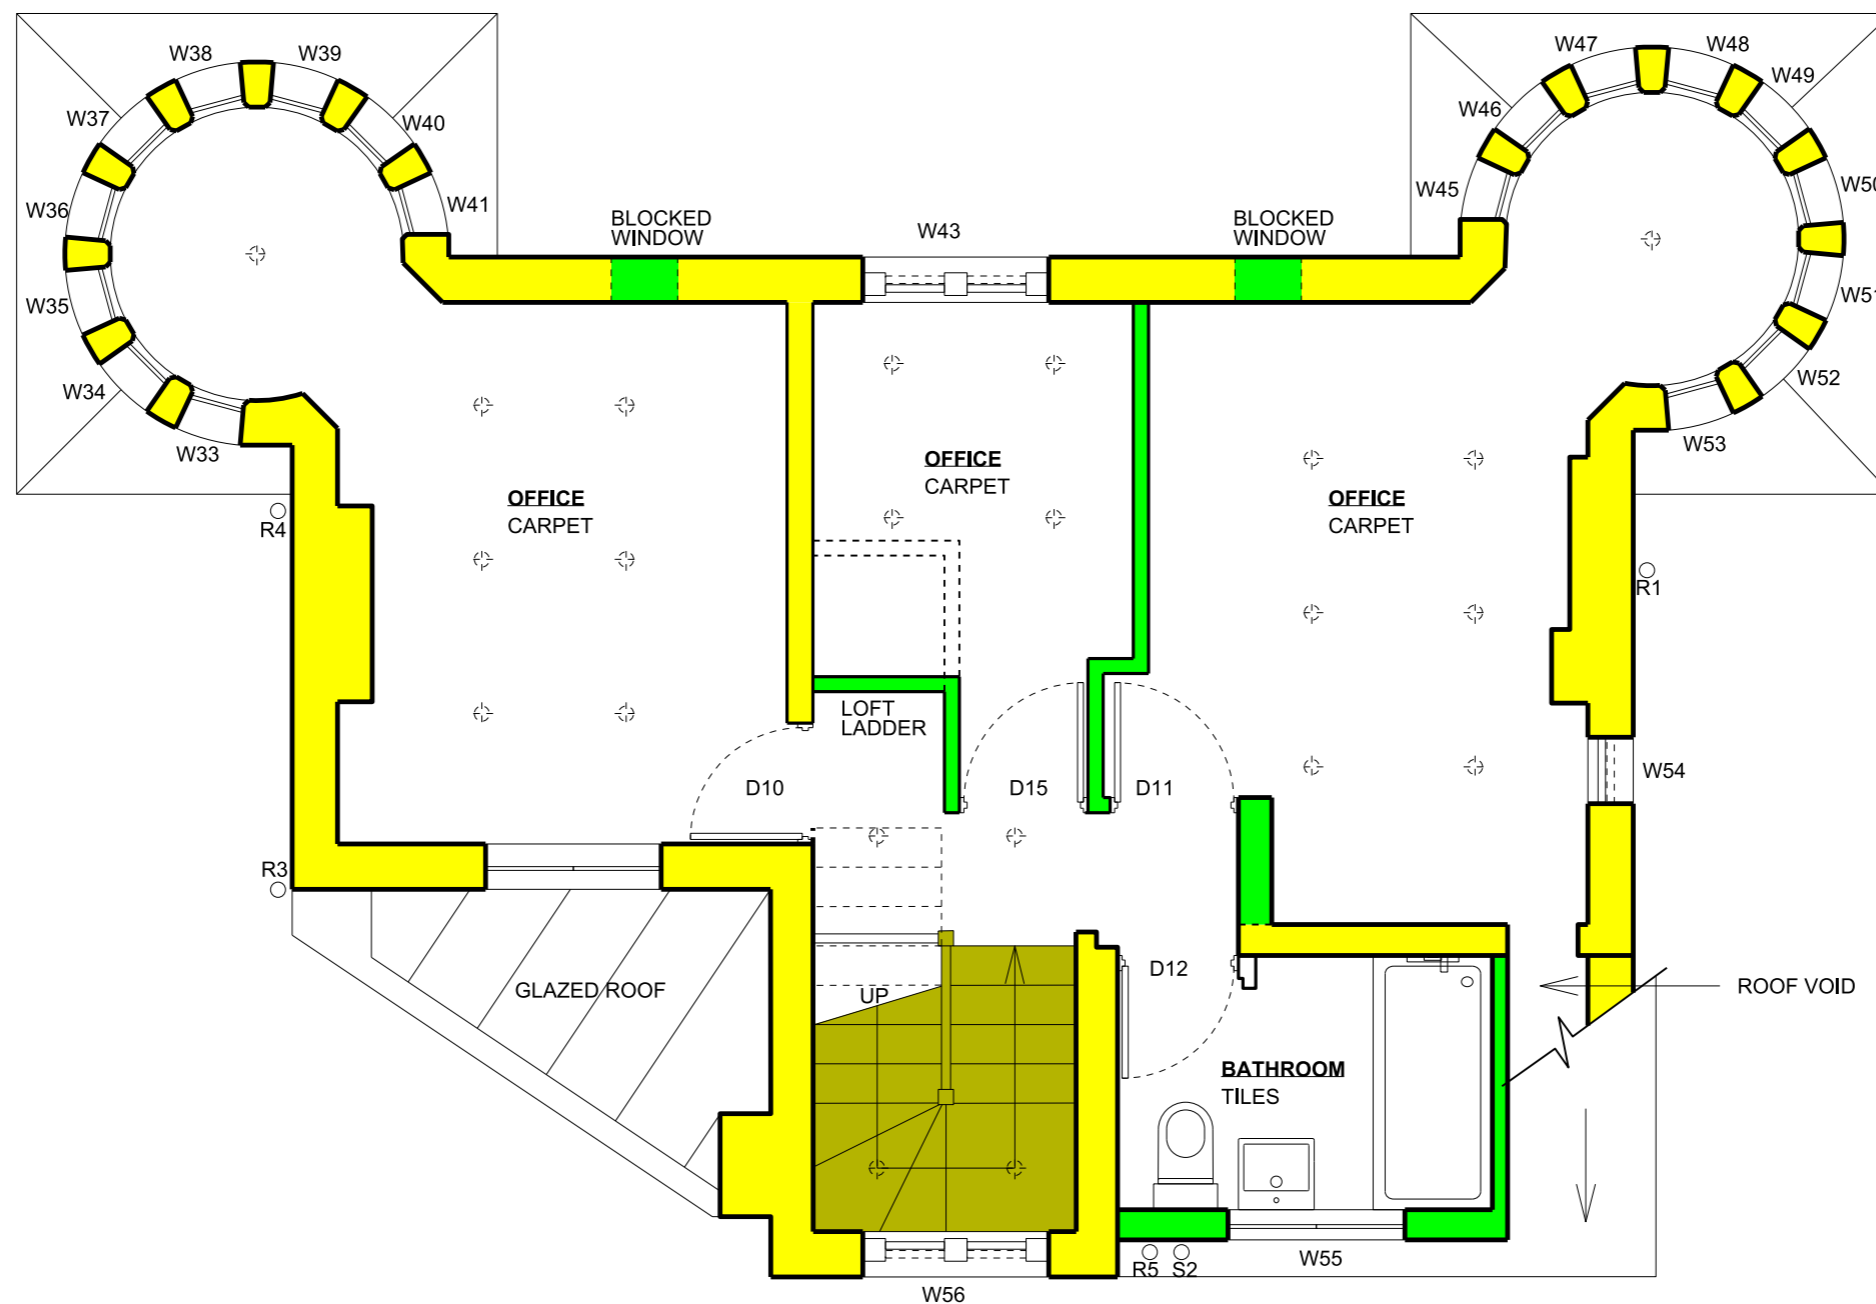 W38
W39
W47
W48
W49
W37
W40
W46
W36
W41
W45
W50
BLOCKED
WINDOW
W43
BLOCKED
WINDOW
W35
W51
W34
W52
W33
W53
OFFICE
CARPET
OFFICE
CARPET
OFFICE
CARPET
R4
R1
LOFT
LADDER
W54
D10
D15
D11
R3
D12
GLAZED ROOF
UP
ROOF VOID
BATHROOM
TILES
R5
S2
W55
W56